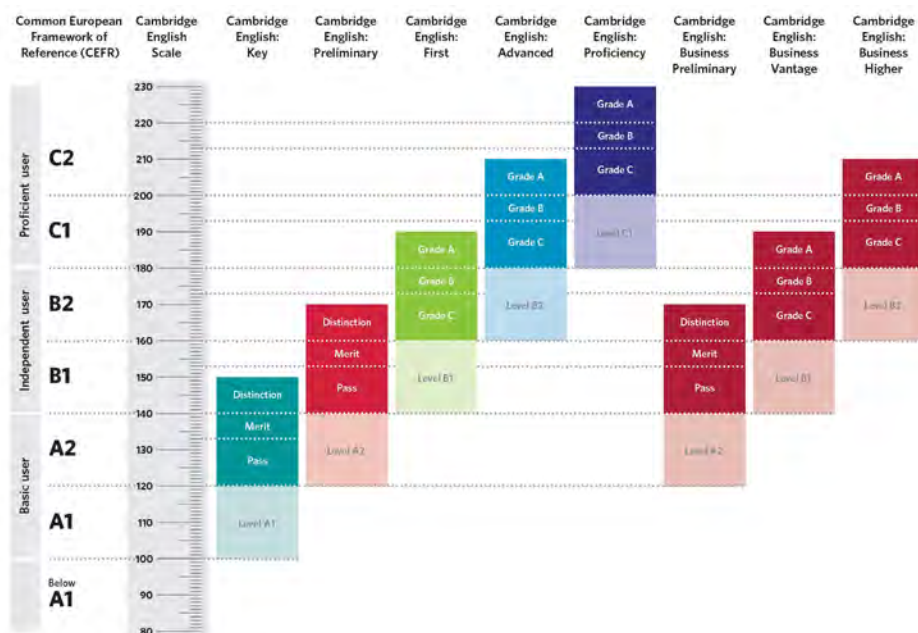 Common European
Framework of
Reference (CEFR)
Cambridge
English
Scale
Cambridge
English:
Key
Cambridge
English:
Preliminary
Cambridge
English:
First
Cambridge
English:
Advanced
Cambridge
English:
Proficiency
Cambridge
English:
Business
Preliminary
Cambridge
English:
Business
Vantage
Cambridge
English:
Business
Higher
Proficient user
Independent user
Basic user
C2
C1
B2
B1
A2
A1
Below
A1
230
220
210
200
190
180
170
160
150
140
130
120
110
100
90
80
Distinction
Merit
Pass
Level A1
Distinction
Merit
Pass
Level A2
Grade A
Grade B
Grade C
Level B1
Grade A
Grade B
Grade C
Level B2
Grade A
Grade B
Grade C
Level C1
Distinction
Merit
Pass
Level A2
Grade A
Grade B
Grade C
Level B1
Grade A
Grade B
Grade C
Level B2